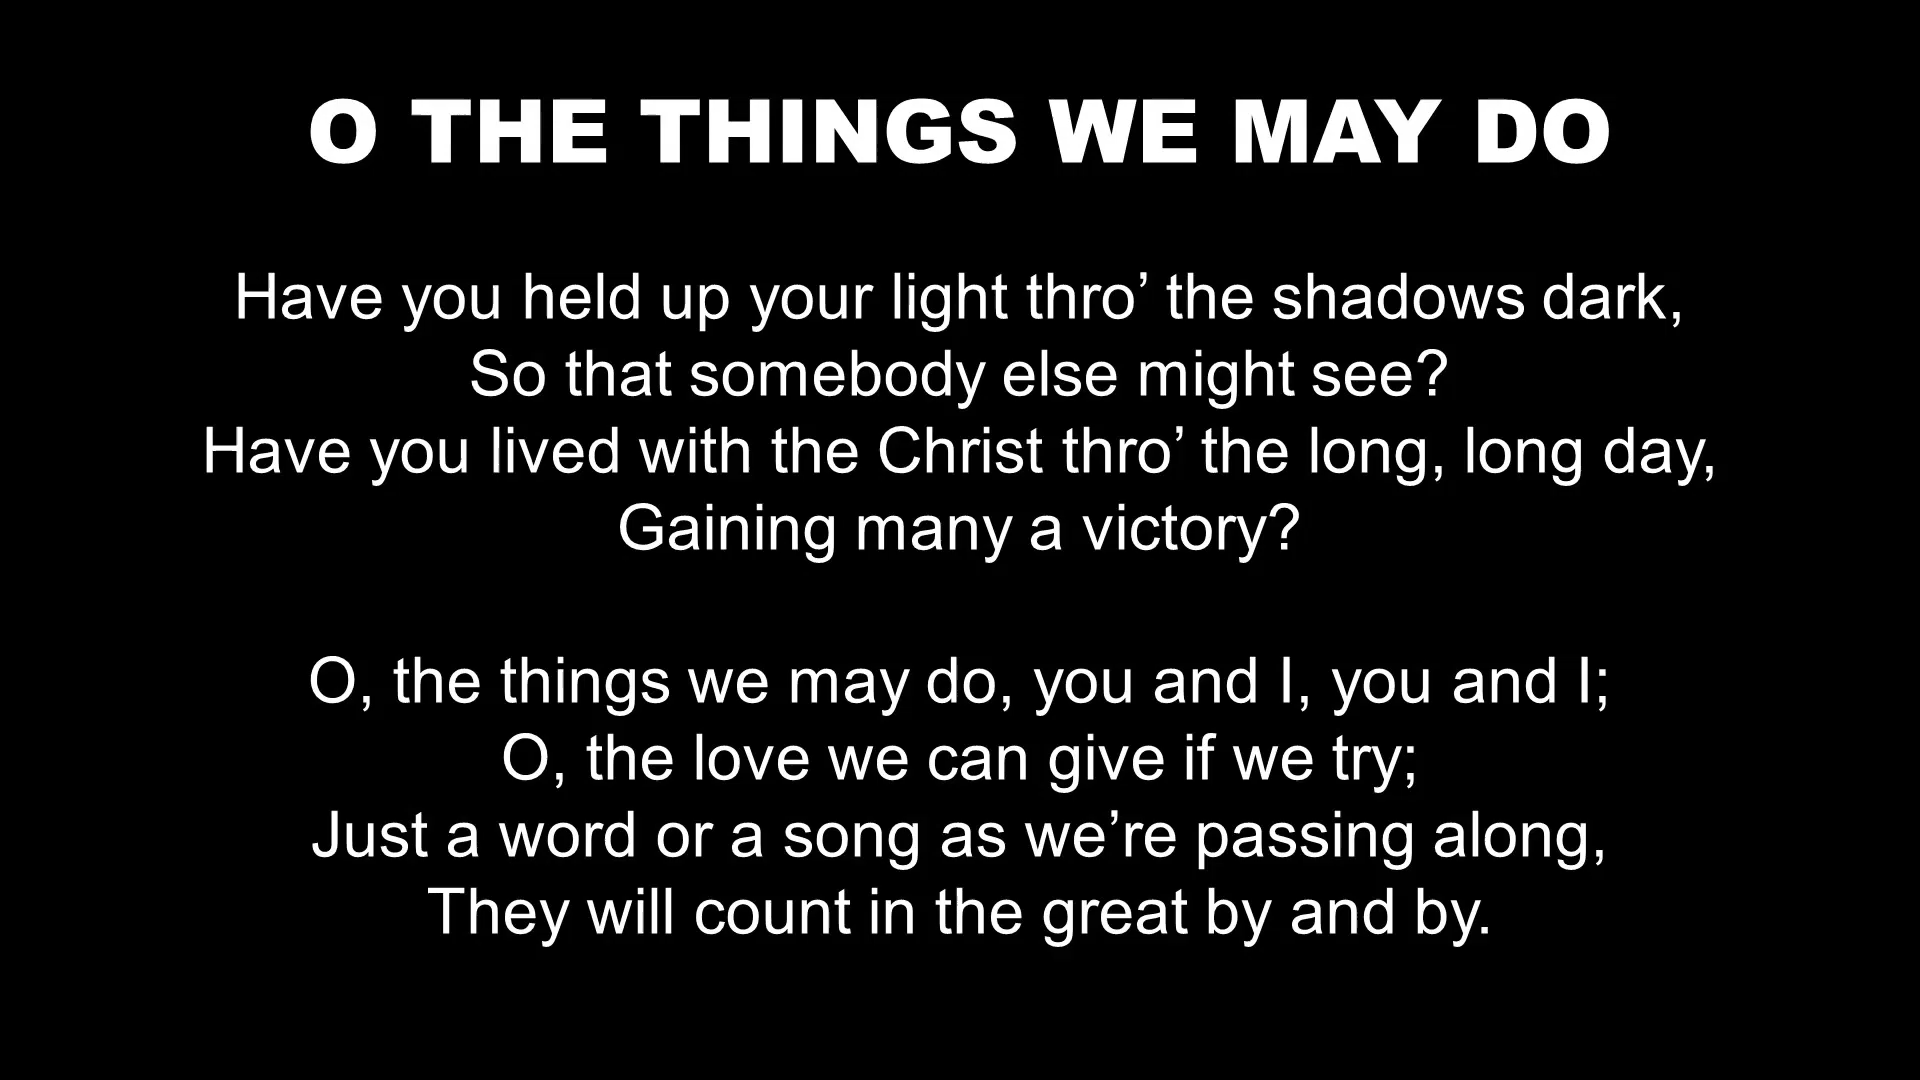 O THE THINGS WE MAY DO
Have you held up your light thro’ the shadows dark,
So that somebody else might see?
Have you lived with the Christ thro’ the long, long day,
Gaining many a victory?
O, the things we may do, you and I, you and I;
O, the love we can give if we try;
Just a word or a song as we’re passing along,
They will count in the great by and by.